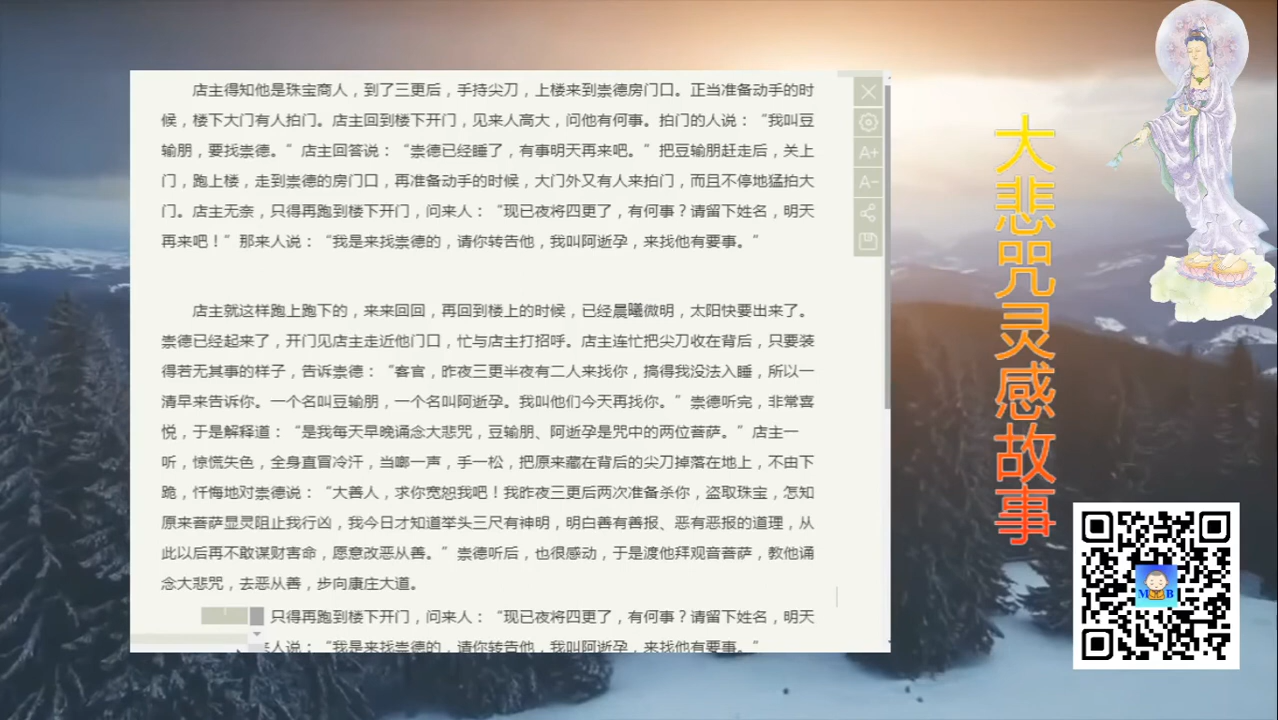 店主得知他是珠宝商人，到了三更后，手持尖刀，上楼来到崇德房门口。正当准备动手的时
候，楼下大门有人拍门。店主回到楼下开门，见来人高大，问他有何事。拍门的人说：“我叫豆
输朋，要找崇德。”店主回答说：“崇德已经睡了，有事明天再来吧。”把豆输朋赶走后，关上
门，跑上楼，走到崇德的房门口，再准备动手的时候，大门外又有人来拍门，而且不停地猛拍大
门。店主无奈，只得再跑到楼下开门，问来人：“现已夜将四更了，有何事？请留下姓名，明天
再来吧！”那来人说：“我是来找崇德的，请你转告他，我叫阿逝孕，来找他有要事。”
店主就这样跑上跑下的，来来回回，再回到楼上的时候，已经晨曦微明，太阳快要出来了。
崇德已经起来了，开门见店主走近他门口，忙与店主打招呼。店主连忙把尖刀收在背后，只要装
得若无其事的样子，告诉崇德：“客官，昨夜三更半夜有二人来找你，搞得我没法入睡，所以一
清早来告诉你。一个名叫豆输朋，一个名叫阿逝孕。我叫他们今天再找你。”崇德听完，非常喜
悦，于是解释道：“是我每天早晚诵念大悲咒，豆输朋、阿逝孕是咒中的两位菩萨。”店主一
听，惊慌失色，全身直冒冷汗，当啷一声，手一松，把原来藏在背后的尖刀掉落在地上，不由下
跪，忏悔地对崇德说：“大善人，求你宽恕我吧！我昨夜三更后两次准备杀你，盗取珠宝，怎知
原来菩萨显灵阻止我行凶，我今日才知道举头三尺有神明，明白善有善报、恶有恶报的道理，从
此以后再不敢谋财害命，愿意改恶从善。”崇德听后，也很感动，于是渡他拜观音菩萨，教他诵
念大悲咒，去恶从善，步向康庄大道。
只得再跑到楼下开门，问来人：“现已夜将四更了，有何事？请留下姓名，明天
人说：“我是来找崇德的，请你转告他，我叫阿逝孕，来找他有要事。”
A+
A-
大悲咒灵感故事
M B